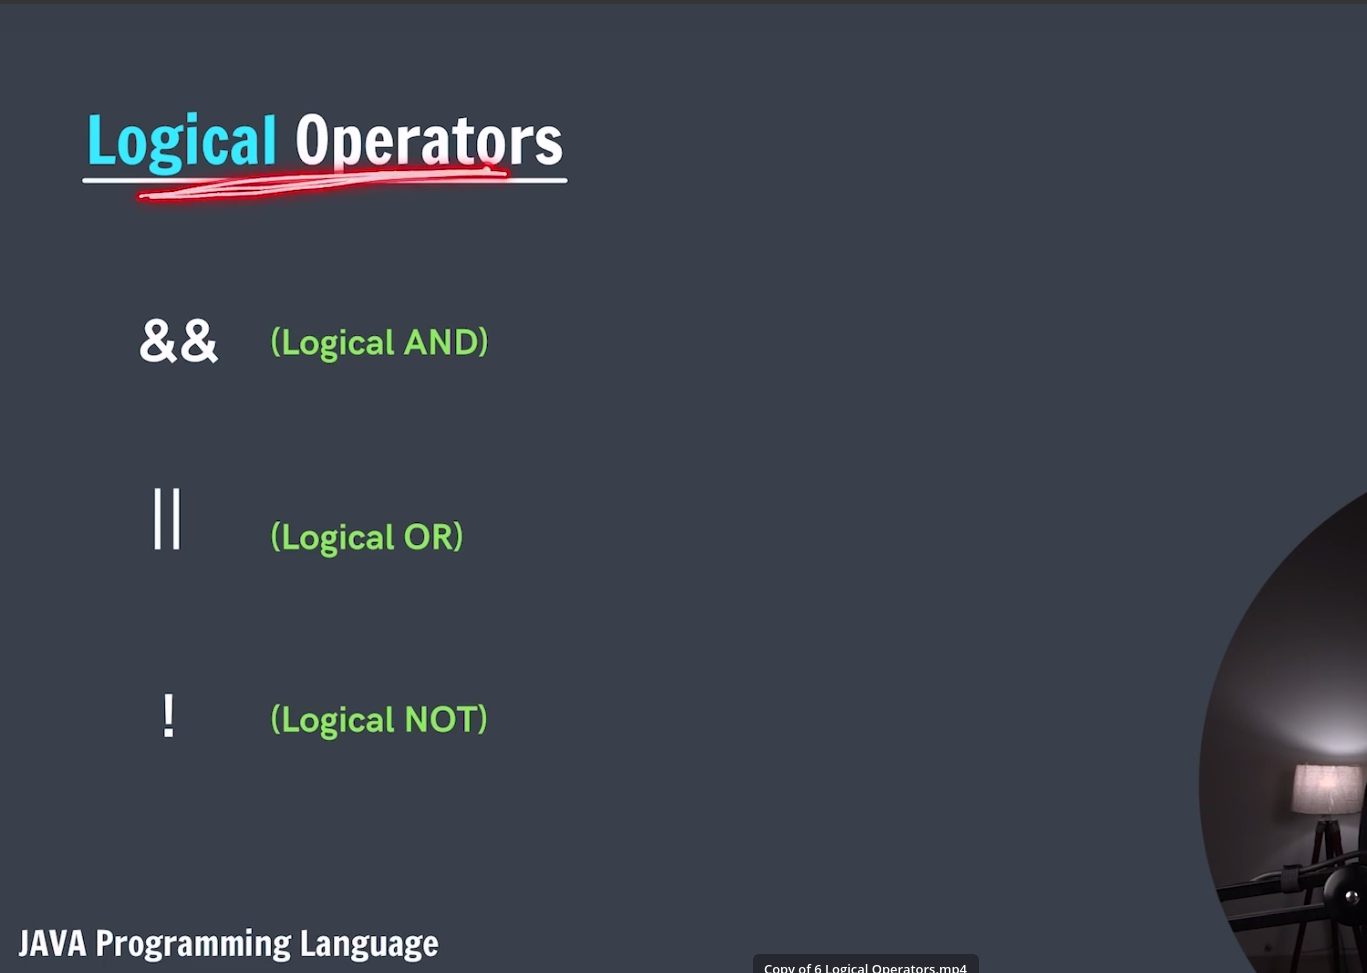 Logical Operators
&& (Logical AND)
|| (Logical OR)
! (Logical NOT)
JAVA Programming Language
Copy of 6 Logical Operators.mp4